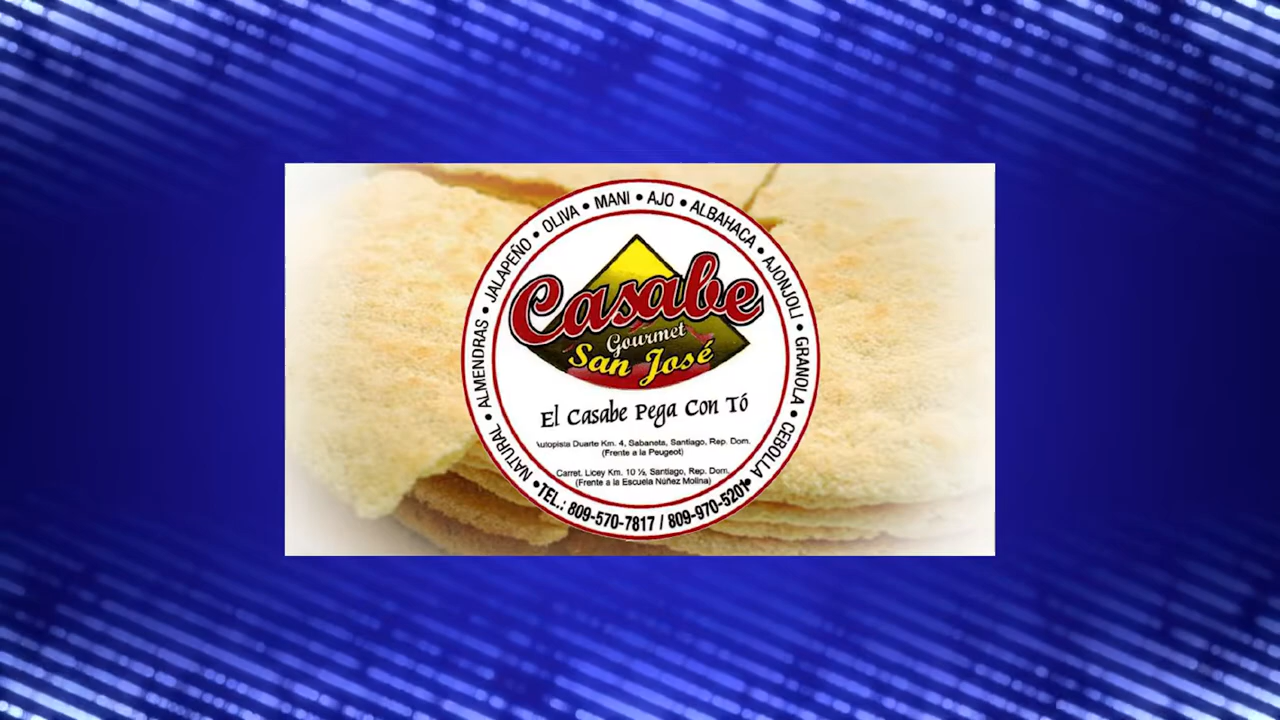 NATURAL • ALMENDRAS • JALAPEÑO • OLIVA • MANI • AJO • ALBAHACA • AJONJOLI • GRANOLA • CEBOLLA
Casabe
Gourmet
San José
El Casabe Pega Con Tó
Autopista Duarte Km. 4, Sabaneta, Santiago, Rep. Dom.
(Frente a la Peugeot)
Carret. Licey Km. 10 ½, Santiago, Rep. Dom.
(Frente a la Escuela Núñez Molina)
•TEL.: 809-570-7817 / 809-970-5201•